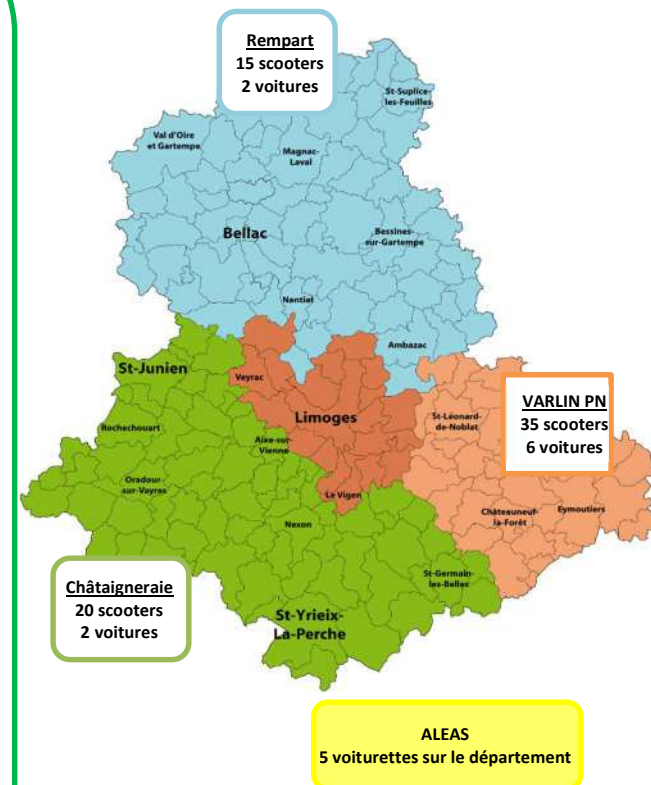 Rempart
15 scooters
2 voitures
St-Suplice-
les-Feuilles
Val d'Oire
et Gartempe
Magnac-
Laval
Bellac
Bessines-
sur-Gartempe
Nantiat
Ambazac
St-Junien
Veyrac
Limoges
St-Léonard-
de-Noblat
VARLIN PN
35 scooters
6 voitures
Rochechouart
Aixe-sur-
Vienne
Oradour
sur-Vayres
Le Vigen
Nexon
Châteauneuf-
la-Forêt
Eymoutiers
Châtaigneraie
20 scooters
2 voitures
St-Germain
les-Belles
St-Yrieix-
La-Perche
ALEAS
5 voiturettes sur le département